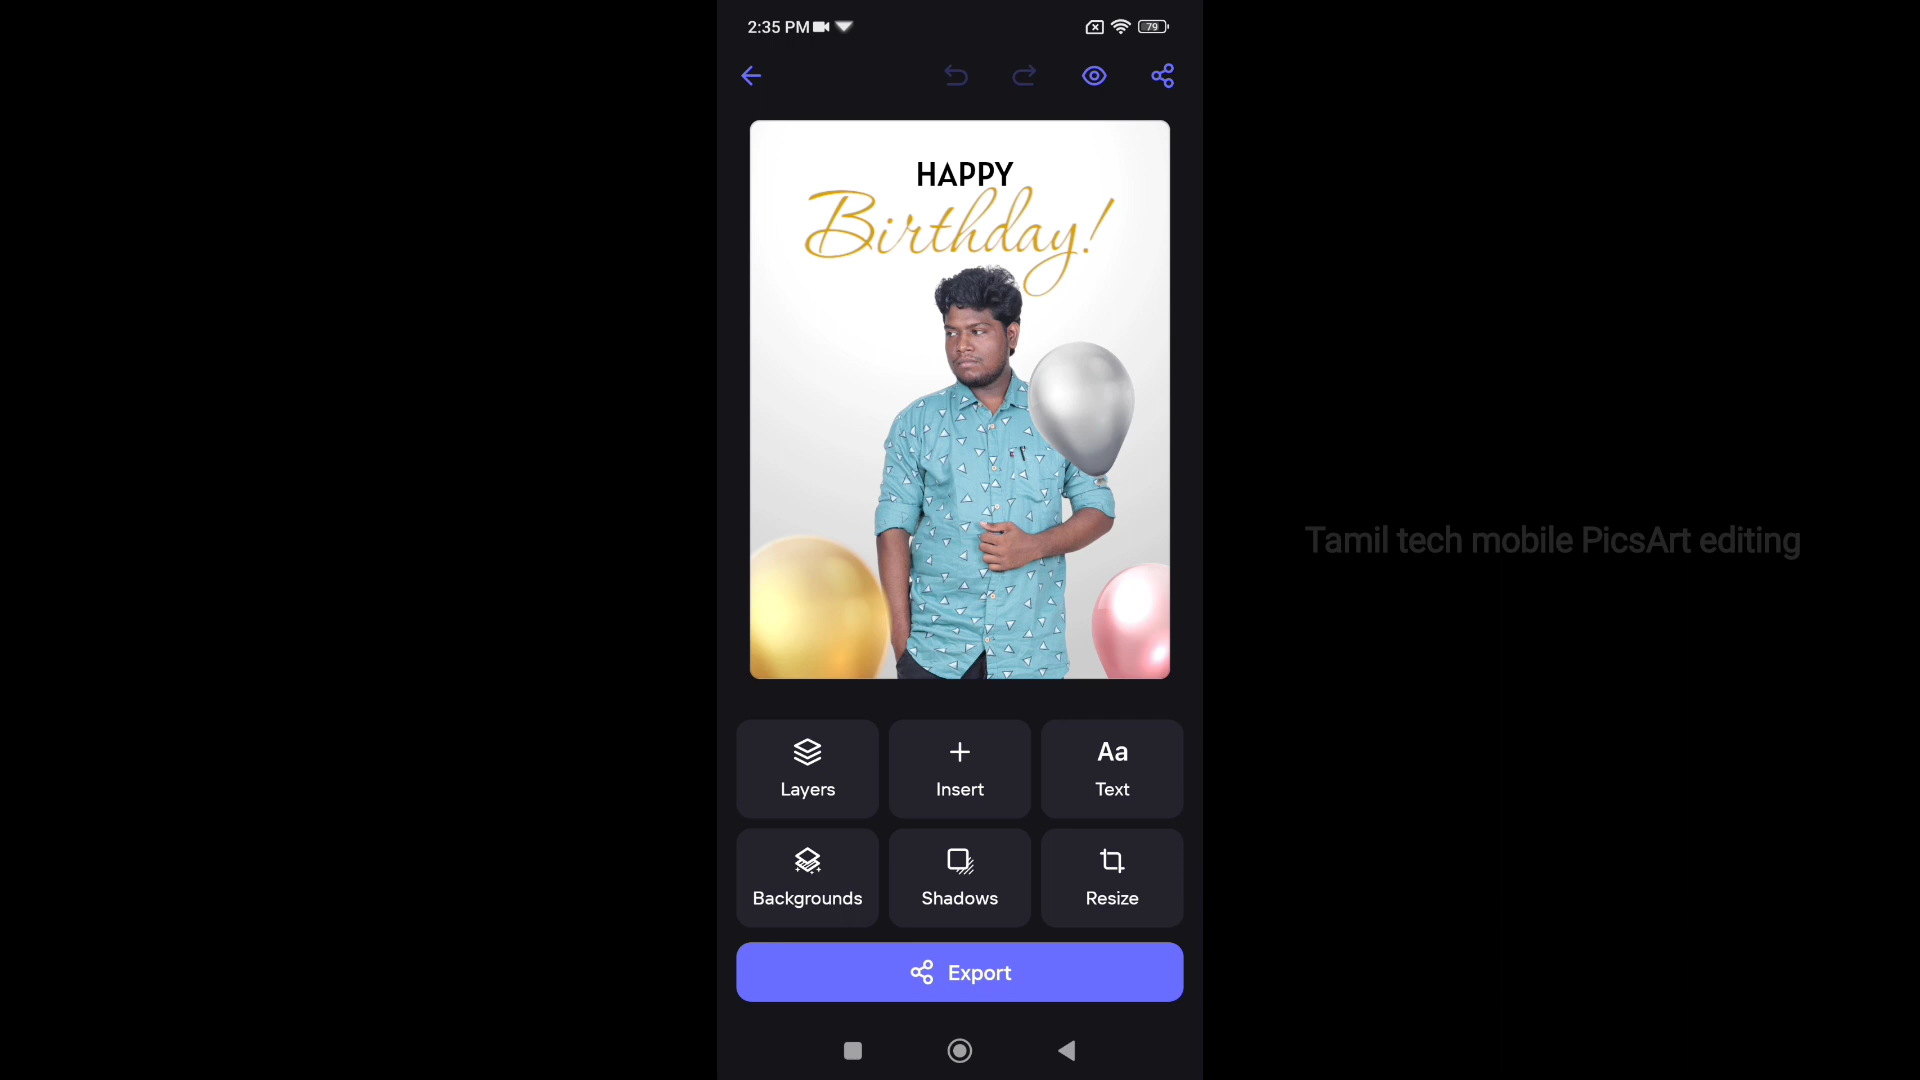 2:35 PM
79
HAPPY
Birthday!
Tamil tech mobile PicsArt editing
Layers
Insert
Aa
Text
Backgrounds
Shadows
Resize
Export